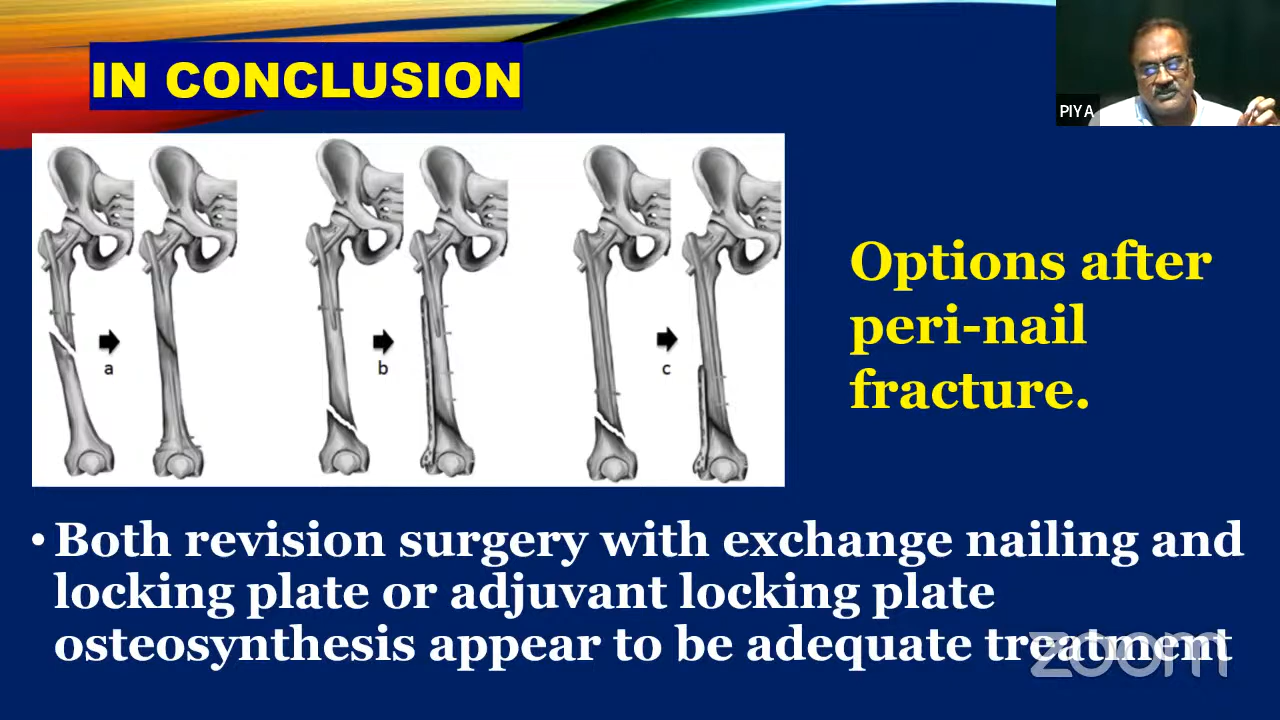 IN CONCLUSION
PIYA
a
b
c
Options after
peri-nail
fracture.
• Both revision surgery with exchange nailing and
locking plate or adjuvant locking plate
osteosynthesis appear to be adequate treatment
zoom